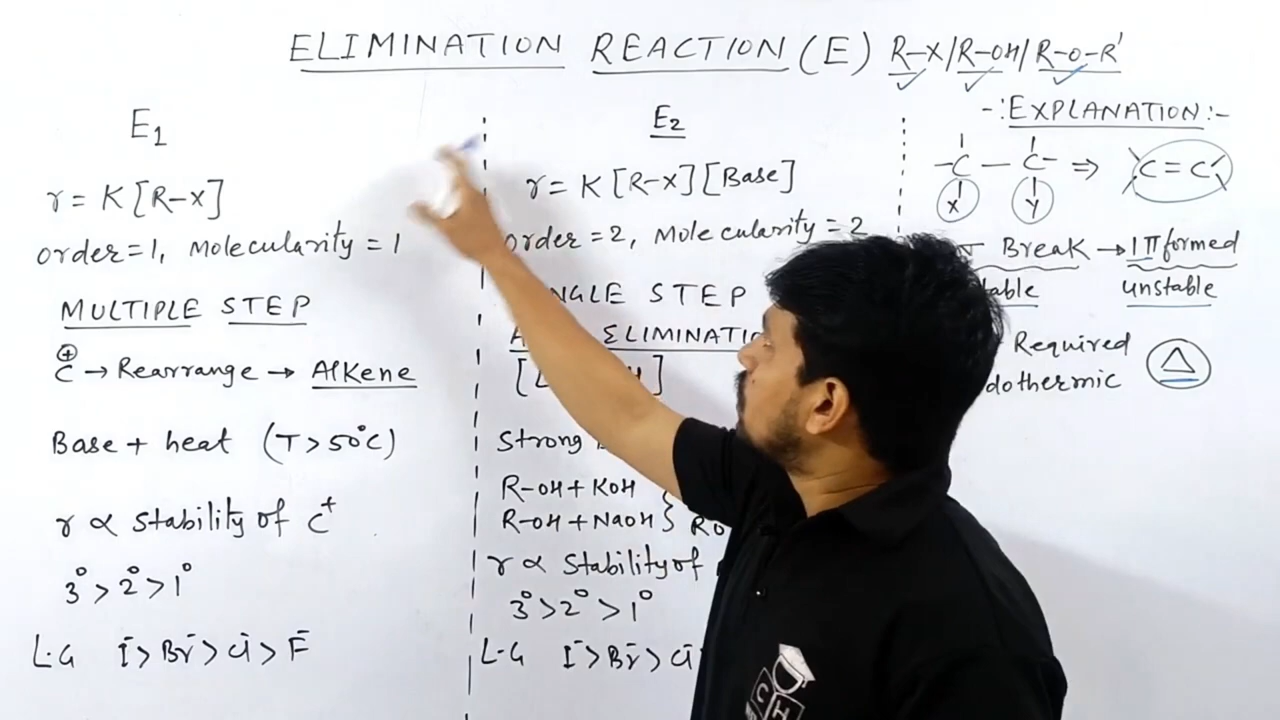 ELIMINATION REACTION (E) R-X/R-OH/R-O-R'
E₁
r = K[R-X]
order=1, Molecularity = 1
MULTIPLE STEP
C⊕ → Rearrange → Alkene
Base + heat (T > 50°C)
r ∝ Stability of C⁺
3° > 2° > 1°
L.G I⁻ > Br⁻ > Cl⁻ > F⁻
E₂
r = K[R-X][Base]
order = 2, Molecularity = 2
STEP
ELIMINATIO
Strong
R-OH + KOH
R-OH + NaOH }
r ∝ Stability of
3° > 2° > 1°
L.G I⁻ > Br⁻ > Cl⁻
-:EXPLANATION:-
-C-C- ⇒ C=C
X Y
Break → 1π formed
unstable
Required Δ
C H